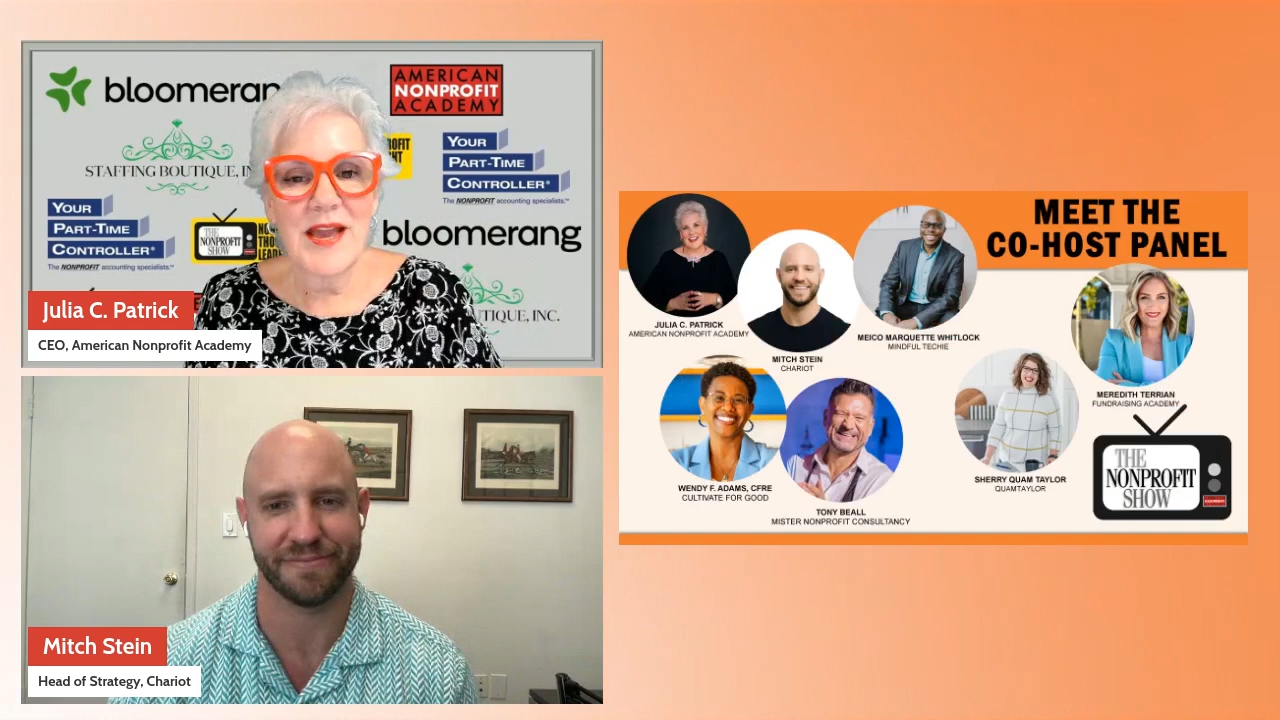 bloomerang
AMERICAN
NONPROFIT
ACADEMY
STAFFING BOUTIQUE, IN
YOUR
PART-TIME
CONTROLLER®
The NONPROFIT accounting specialists.™
YOUR
PART-TIME
CONTROLLER®
The NONPROFIT accounting specialists.™
THE
NONPROFIT
SHOW
bloomerang
TIQUE, INC.
Julia C. Patrick
CEO, American Nonprofit Academy
Mitch Stein
Head of Strategy, Chariot
MEET THE
CO-HOST PANEL
JULIA C. PATRICK
AMERICAN NONPROFIT ACADEMY
MITCH STEIN
CHARIOT
MEICO MARQUETTE WHITLOCK
MINDFUL TECHIE
MEREDITH TERRIAN
FUNDRAISING ACADEMY
WENDY F. ADAMS, CFRE
CULTIVATE FOR GOOD
TONY BEALL
MISTER NONPROFIT CONSULTANCY
SHERRY QUAM TAYLOR
QUAMTAYLOR
THE
NONPROFIT
SHOW